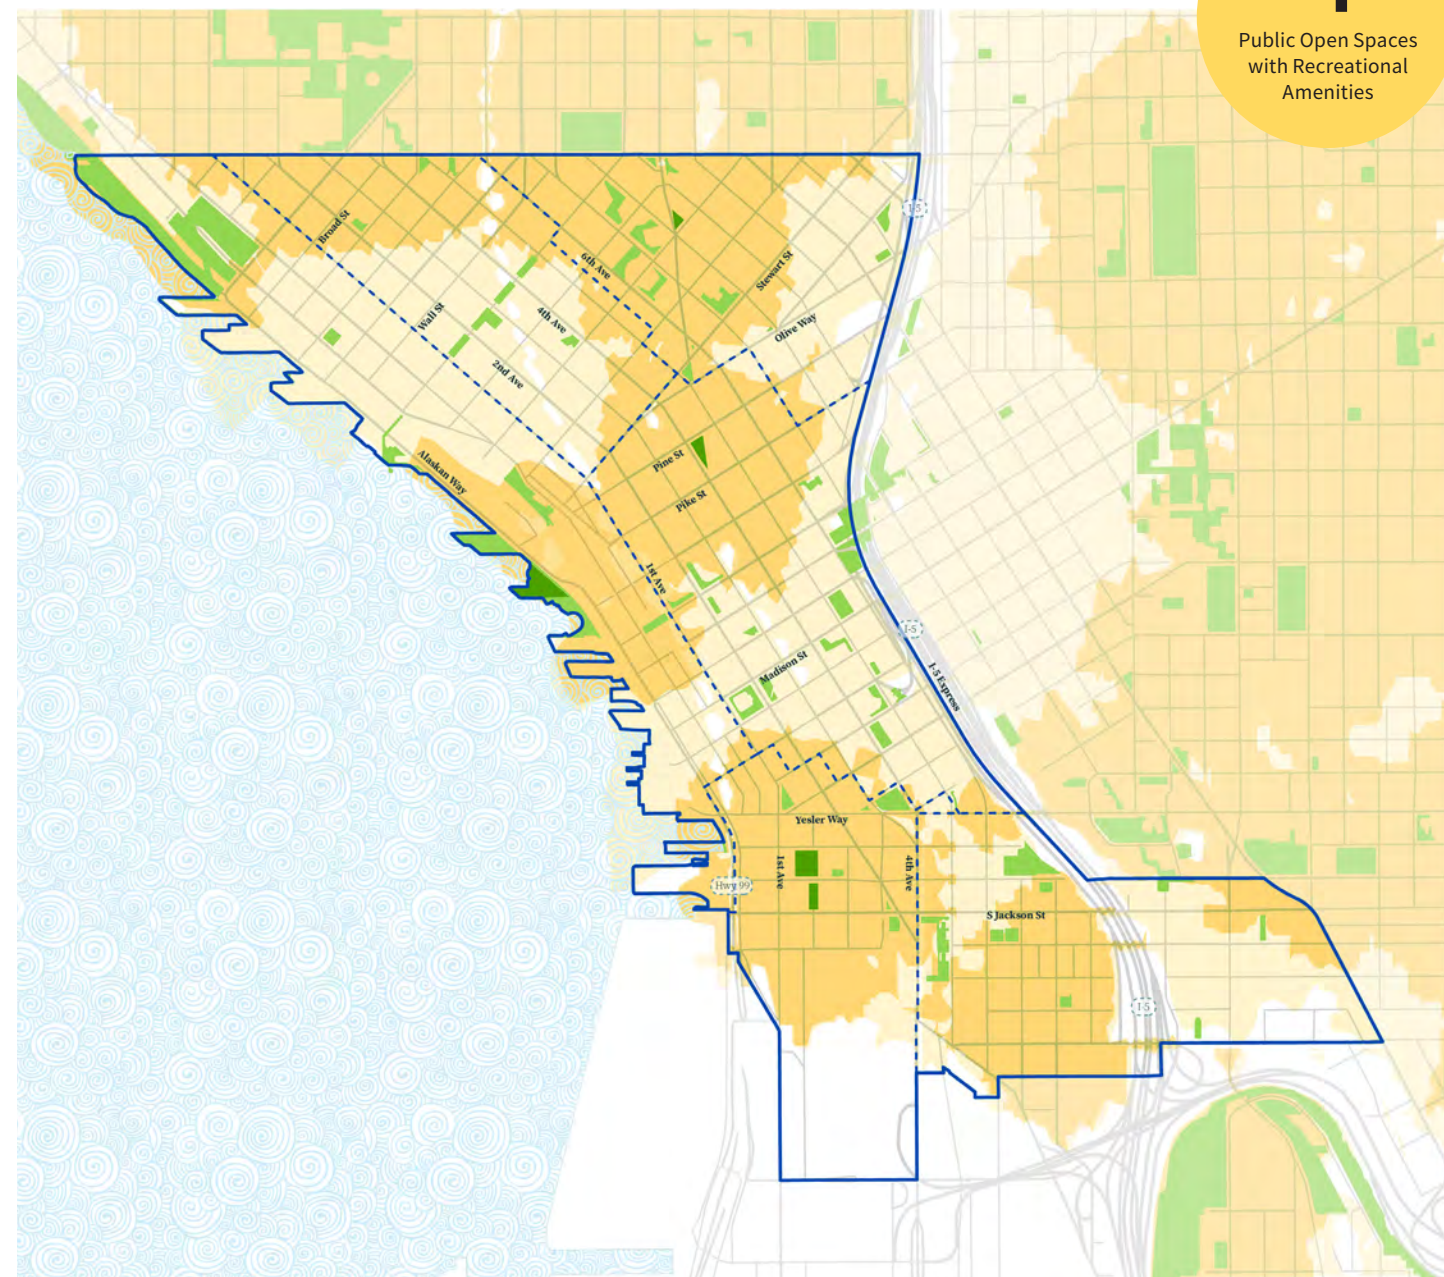 Public Open Spaces
with Recreational
Amenities
I-5
Broad St
6th Ave
Stewart St
Wall St
4th Ave
Olive Way
2nd Ave
Alaskan Way
Pine St
Pike St
1st Ave
I-5
Madison St
I-5 Express
Yesler Way
1st Ave
4th Ave
Hwy 99
S Jackson St
I-5